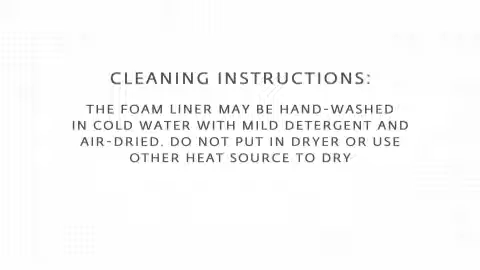 CLEANING INSTRUCTIONS:
THE FOAM LINER MAY BE HAND-WASHED
IN COLD WATER WITH MILD DETERGENT AND
AIR-DRIED. DO NOT PUT IN DRYER OR USE
OTHER HEAT SOURCE TO DRY